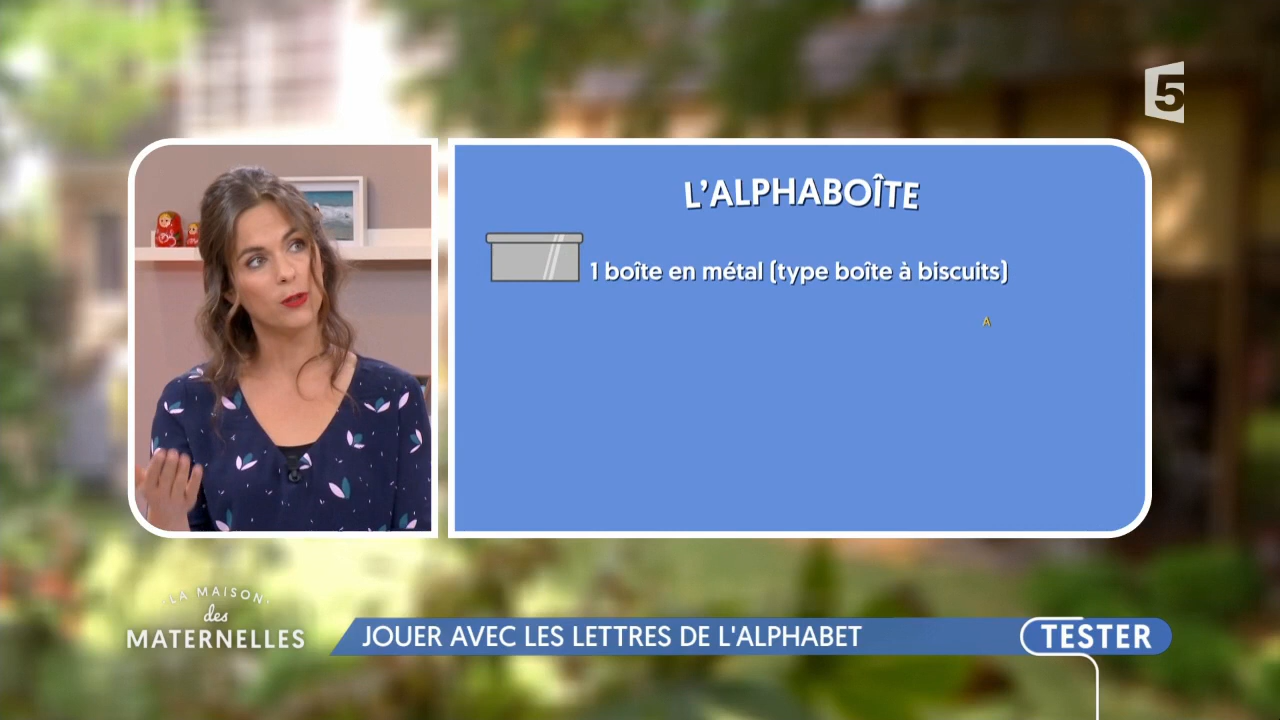 5
L'ALPHABOÎTE
1 boîte en métal (type boîte à biscuits)
A
LA MAISON
des
MATERNELLES
JOUER AVEC LES LETTRES DE L'ALPHABET
TESTER